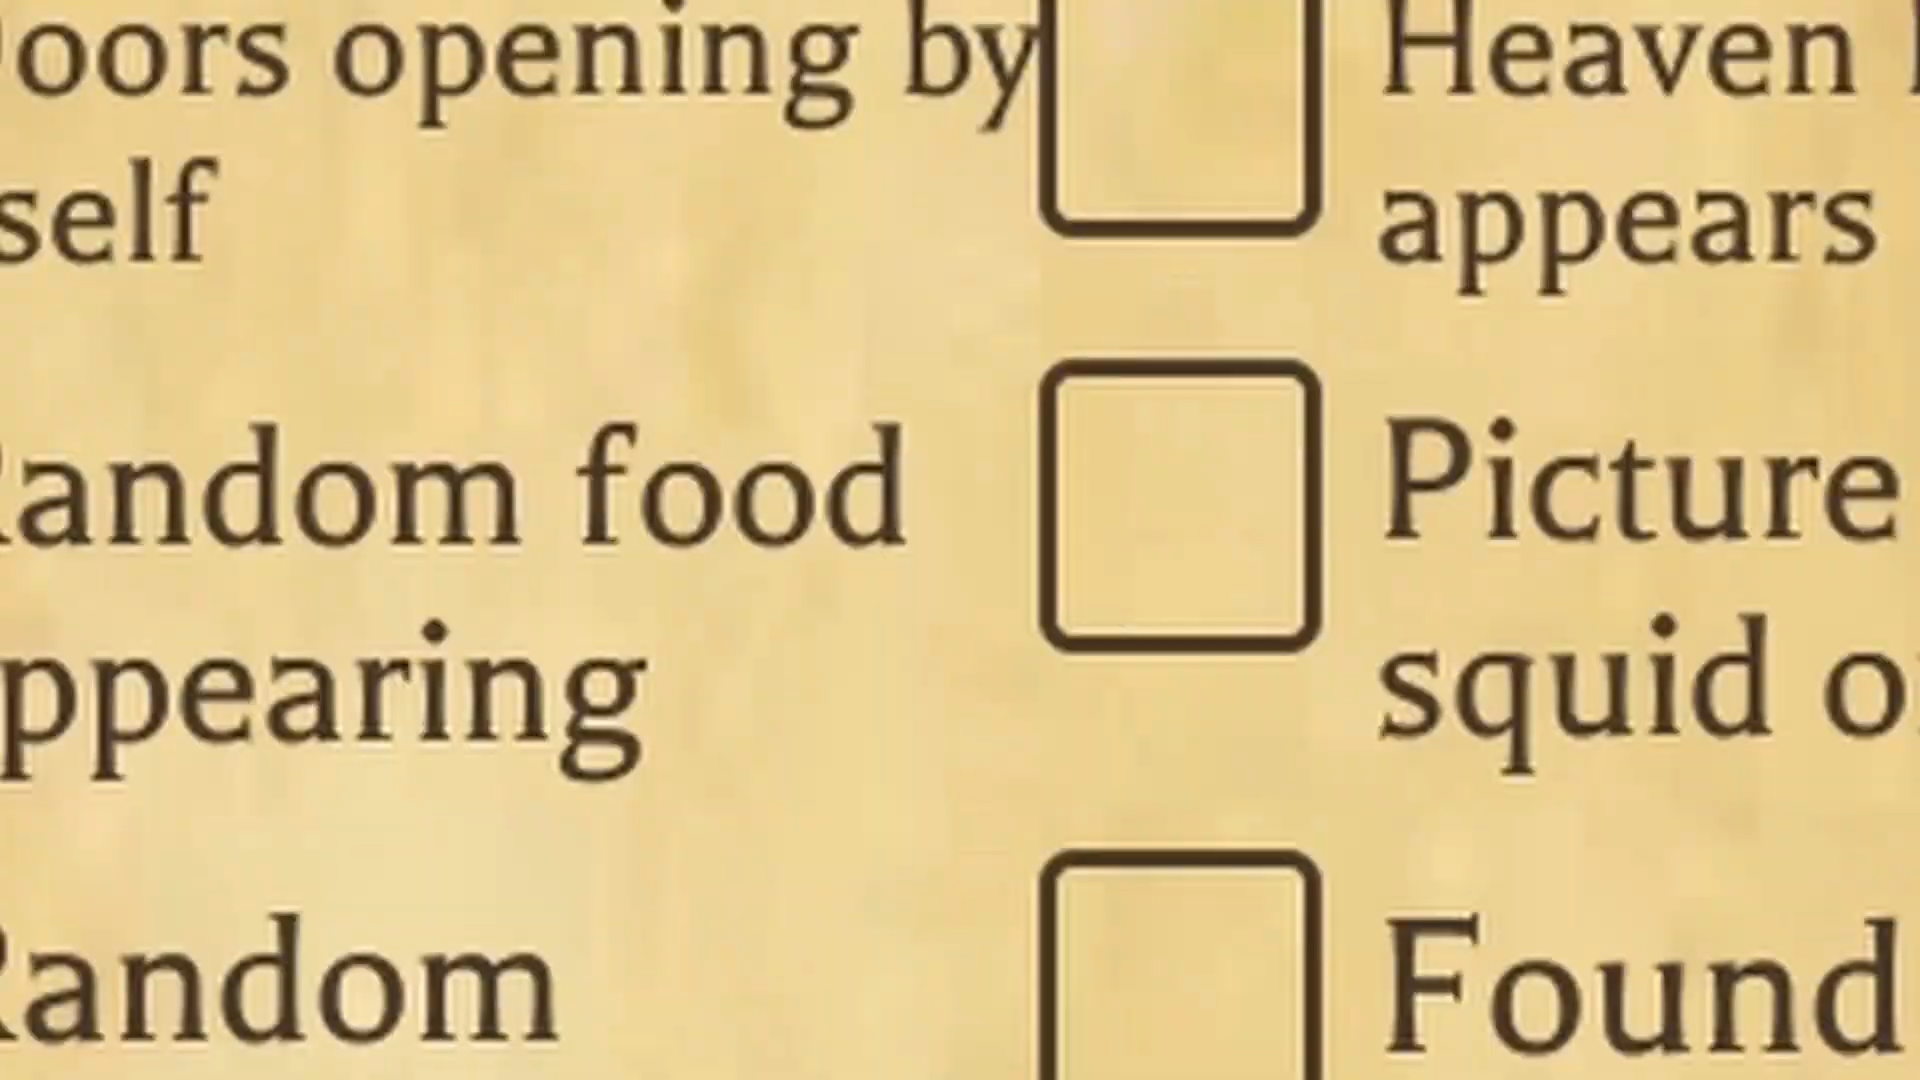 oors opening by
self
andom food
ppearing
andom
Heaven
appears
Picture
squid
Found